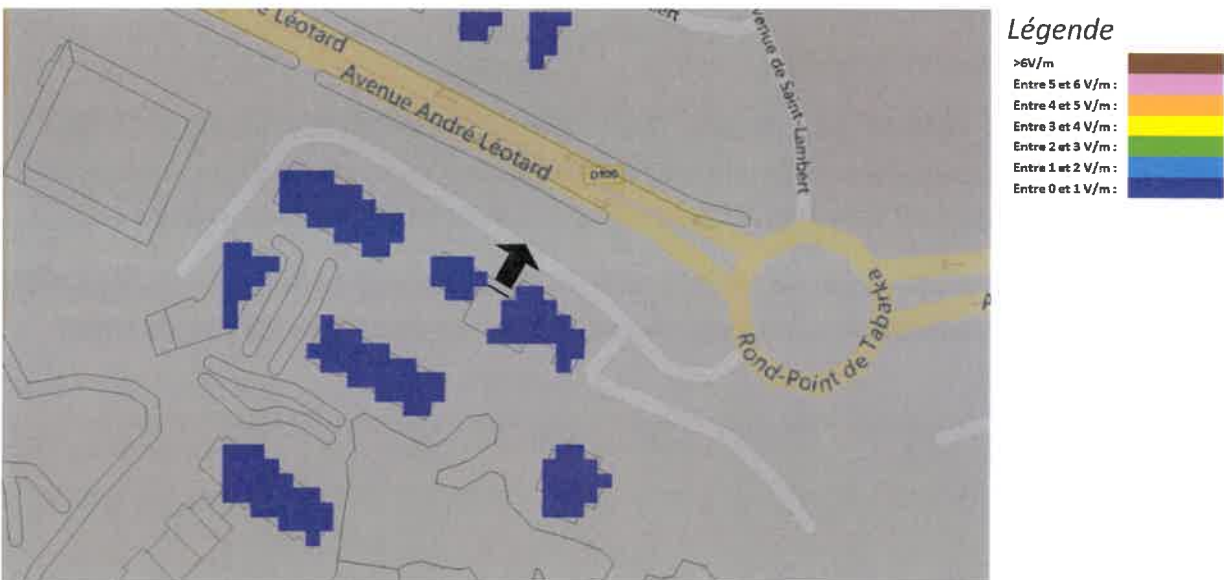 Léotard
Avenue André Léotard
D100
venue de Saint-Lambert
Rond-Point de Tabarka
Légende
>6V/m
Entre 5 et 6 V/m :
Entre 4 et 5 V/m :
Entre 3 et 4 V/m :
Entre 2 et 3 V/m :
Entre 1 et 2 V/m :
Entre 0 et 1 V/m :